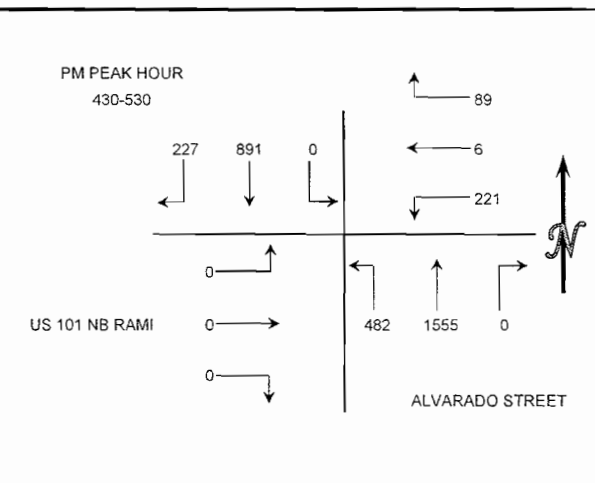 PM PEAK HOUR
430-530
89
227 891 0
6
221
0
US 101 NB RAMI
0
482 1555 0
0
ALVARADO STREET
N